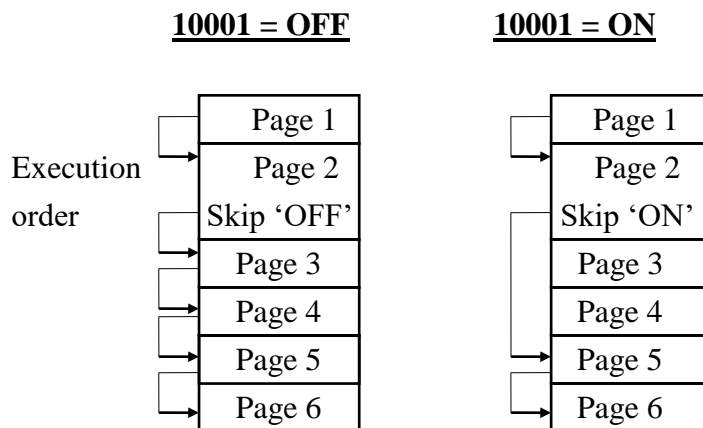 10001 = OFF
10001 = ON
Execution
order
Page 1
Page 2
Skip ‘OFF’
Page 3
Page 4
Page 5
Page 6
Page 1
Page 2
Skip ‘ON’
Page 3
Page 4
Page 5
Page 6